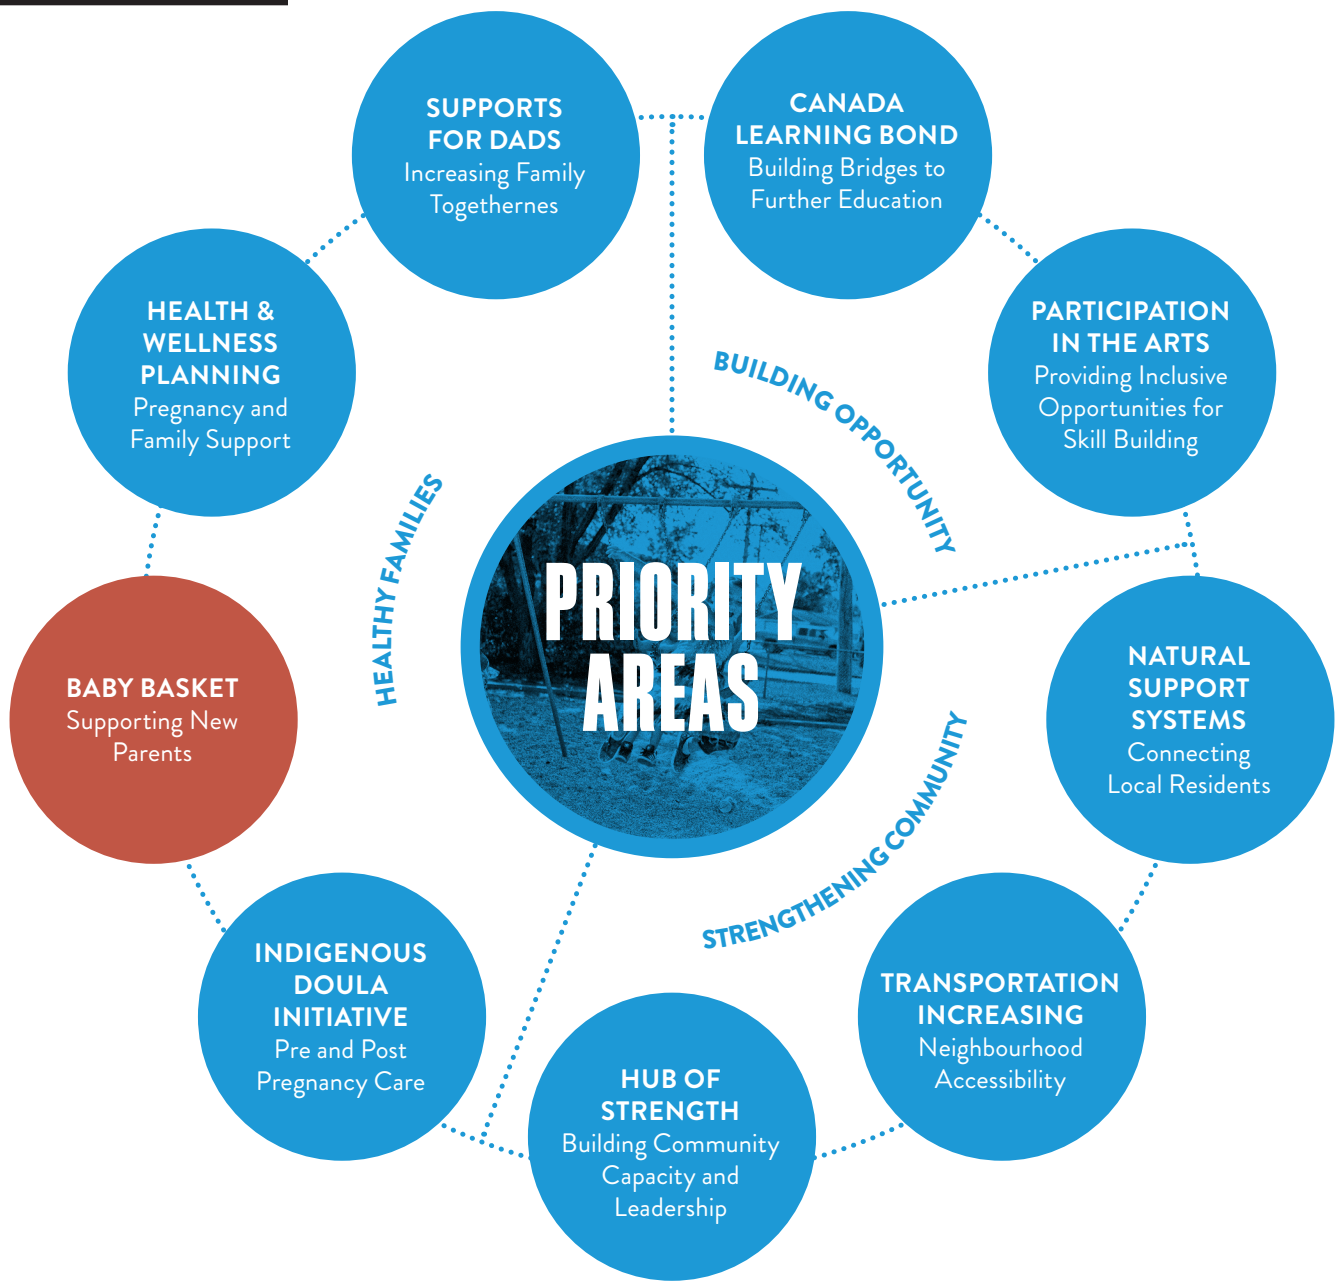 SUPPORTS
FOR DADS
Increasing Family
Togethernes
CANADA
LEARNING BOND
Building Bridges to
Further Education
HEALTH &
WELLNESS
PLANNING
Pregnancy and
Family Support
PARTICIPATION
IN THE ARTS
Providing Inclusive
Opportunities for
Skill Building
BUILDING OPPORTUNITY
HEALTHY FAMILIES
PRIORITY
AREAS
BABY BASKET
Supporting New
Parents
NATURAL
SUPPORT
SYSTEMS
Connecting
Local Residents
STRENGTHENING COMMUNITY
INDIGENOUS
DOULA
INITIATIVE
Pre and Post
Pregnancy Care
TRANSPORTATION
INCREASING
Neighbourhood
Accessibility
HUB OF
STRENGTH
Building Community
Capacity and
Leadership